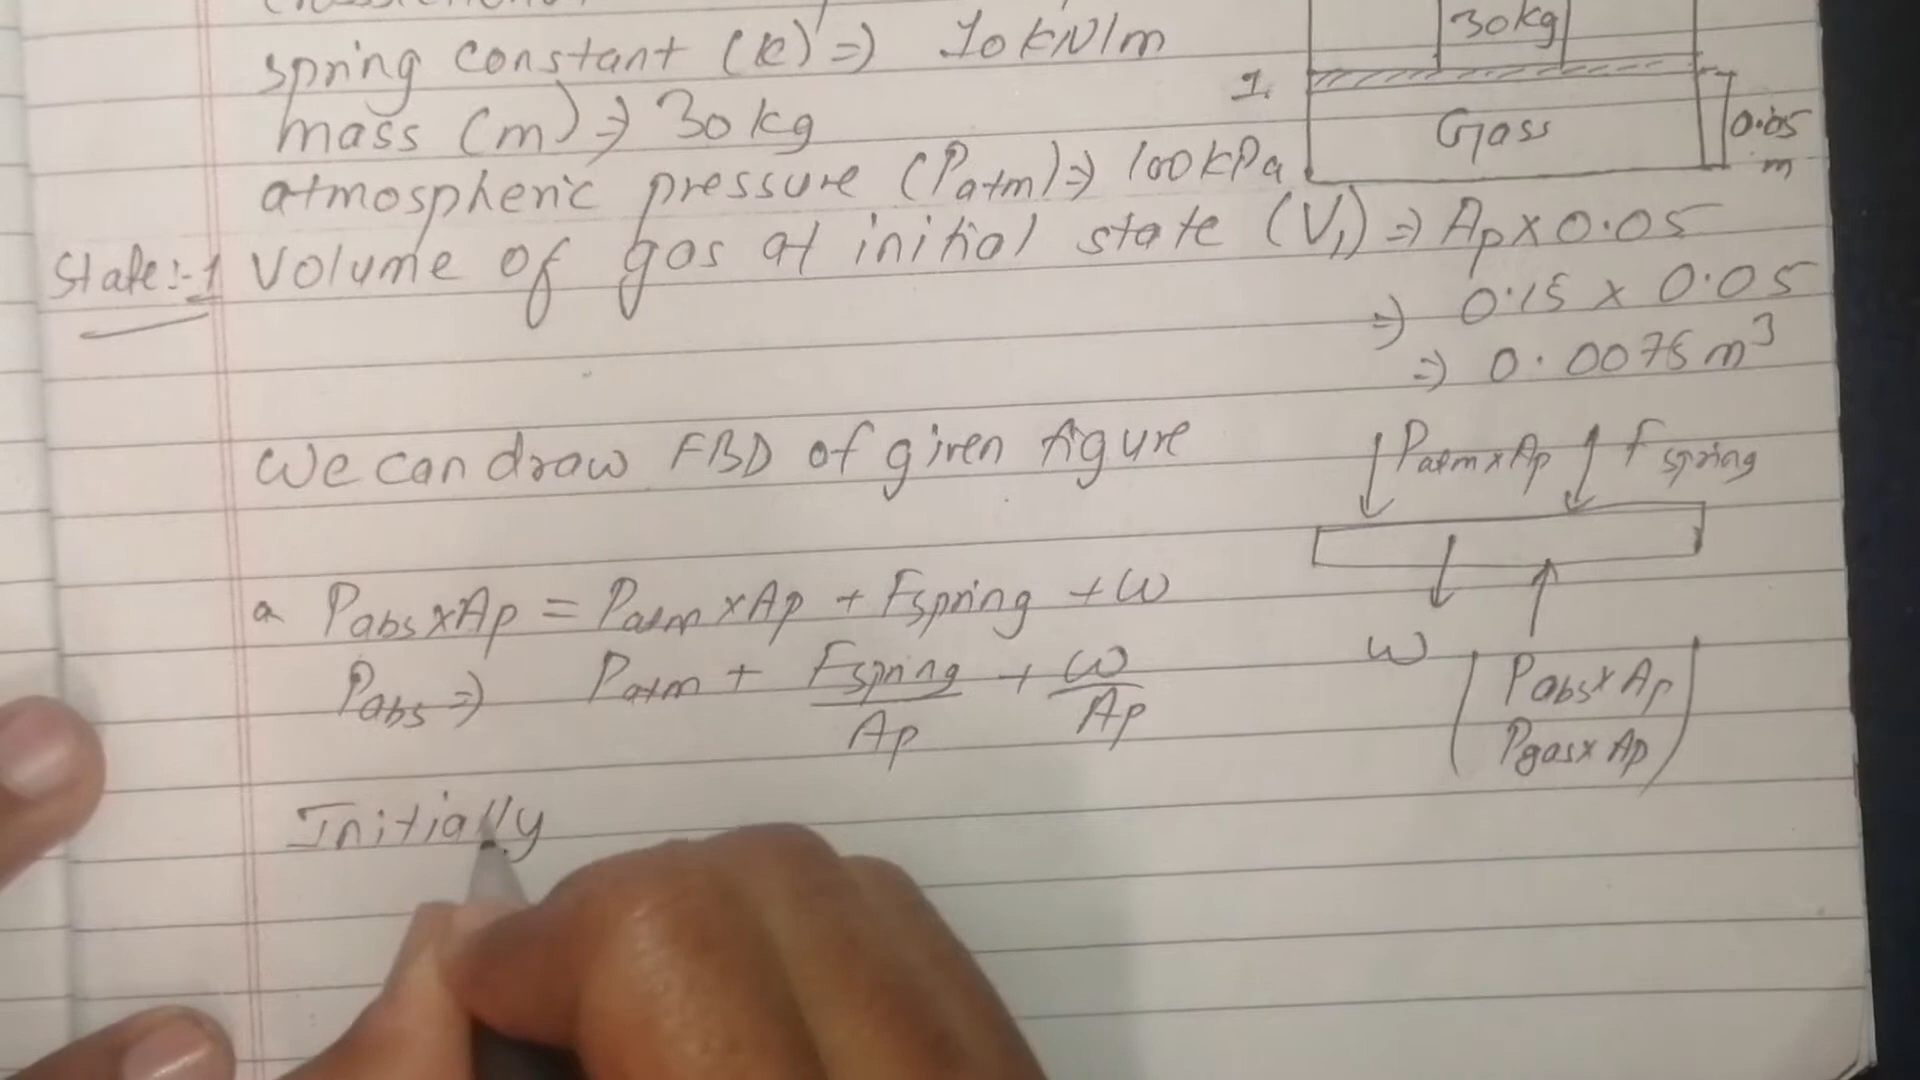 spring constant (k) => 10 kN/m
30kg
mass (m) => 30 kg
1.
Gass
0.05
m
atmospheric pressure (Patm) => 100 kPa
State:-1 Volume of gas at initial state (V1) => Ap x 0.05
=> 0.15 x 0.05
=> 0.0075 m³
We can draw FBD of given figure
Patm x Ap
Fspring
a Pabs x Ap = Patm x Ap + Fspring + W
Pabs => Patm + Fspring/Ap + W/Ap
W
Pabs x Ap
Pgas x Ap
Initially